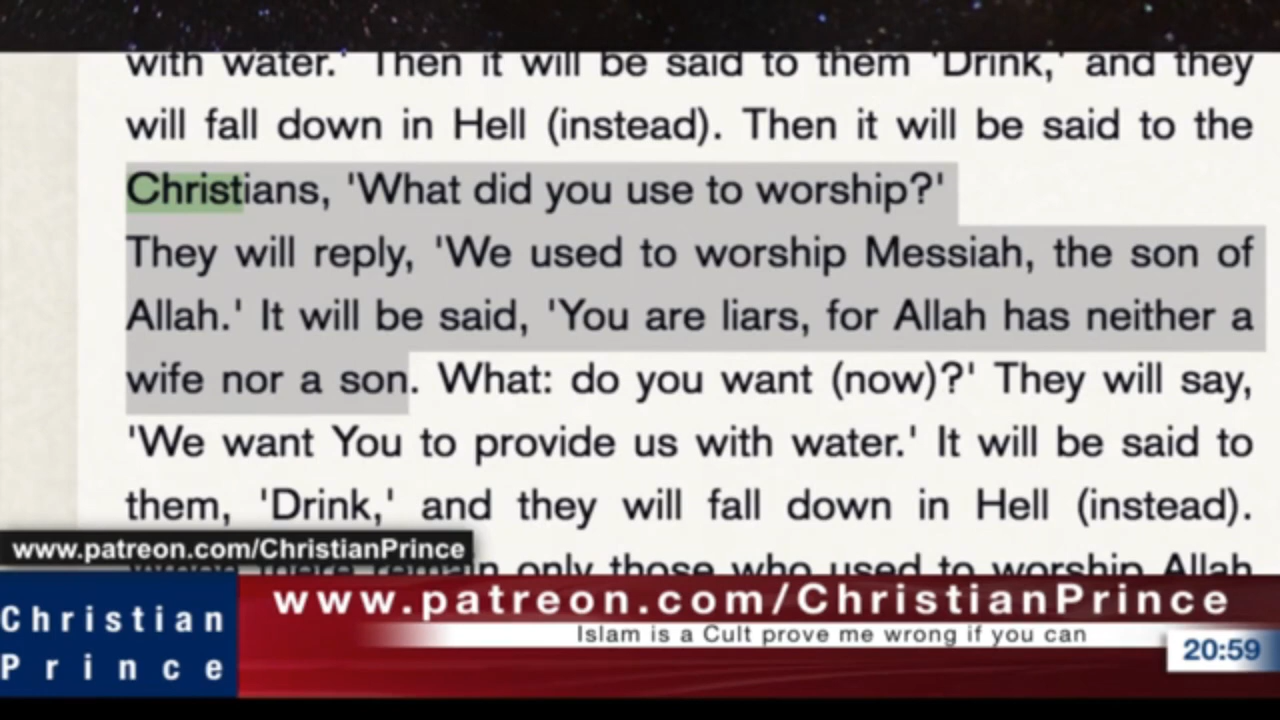 with water.' Then it will be said to them 'Drink,' and they
will fall down in Hell (instead). Then it will be said to the
Christians, 'What did you use to worship?'
They will reply, 'We used to worship Messiah, the son of
Allah.' It will be said, 'You are liars, for Allah has neither a
wife nor a son. What: do you want (now)?' They will say,
'We want You to provide us with water.' It will be said to
them, 'Drink,' and they will fall down in Hell (instead).
When there remain only those who used to worship Allah
www.patreon.com/ChristianPrince
Christian
Prince
www.patreon.com/ChristianPrince
Islam is a Cult prove me wrong if you can
20:59